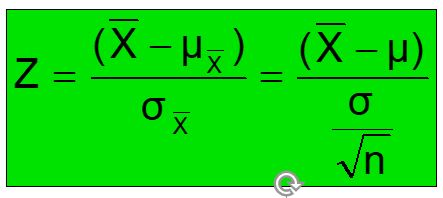 Z = (X̅ − μ_X̅) / σ_X̅ = (X̅ − μ) / (σ / √n)